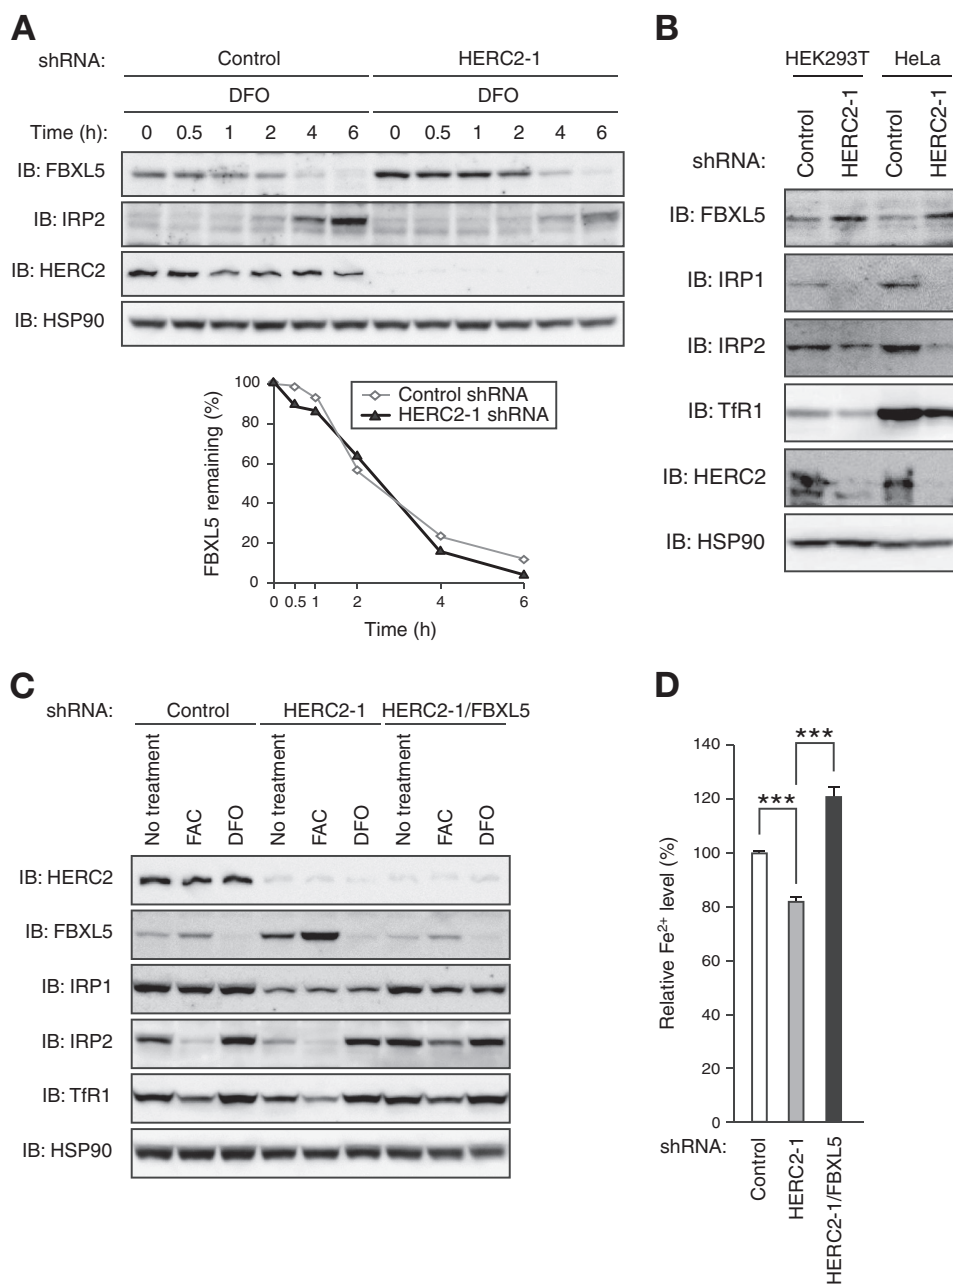 A
shRNA: Control HERC2-1
DFO DFO
Time (h): 0 0.5 1 2 4 6 0 0.5 1 2 4 6
IB: FBXL5
IB: IRP2
IB: HERC2
IB: HSP90
FBXL5 remaining (%)
100
80
60
40
20
0
Control shRNA
HERC2-1 shRNA
0 0.5 1 2 4 6
Time (h)
B
HEK293T HeLa
shRNA: Control HERC2-1 Control HERC2-1
IB: FBXL5
IB: IRP1
IB: IRP2
IB: TfR1
IB: HERC2
IB: HSP90
C
shRNA: Control HERC2-1 HERC2-1/FBXL5
No treatment FAC DFO No treatment FAC DFO No treatment FAC DFO
IB: HERC2
IB: FBXL5
IB: IRP1
IB: IRP2
IB: TfR1
IB: HSP90
D
Relative Fe²⁺ level (%)
140
120
100
80
60
40
20
0
***
***
shRNA: Control HERC2-1 HERC2-1/FBXL5